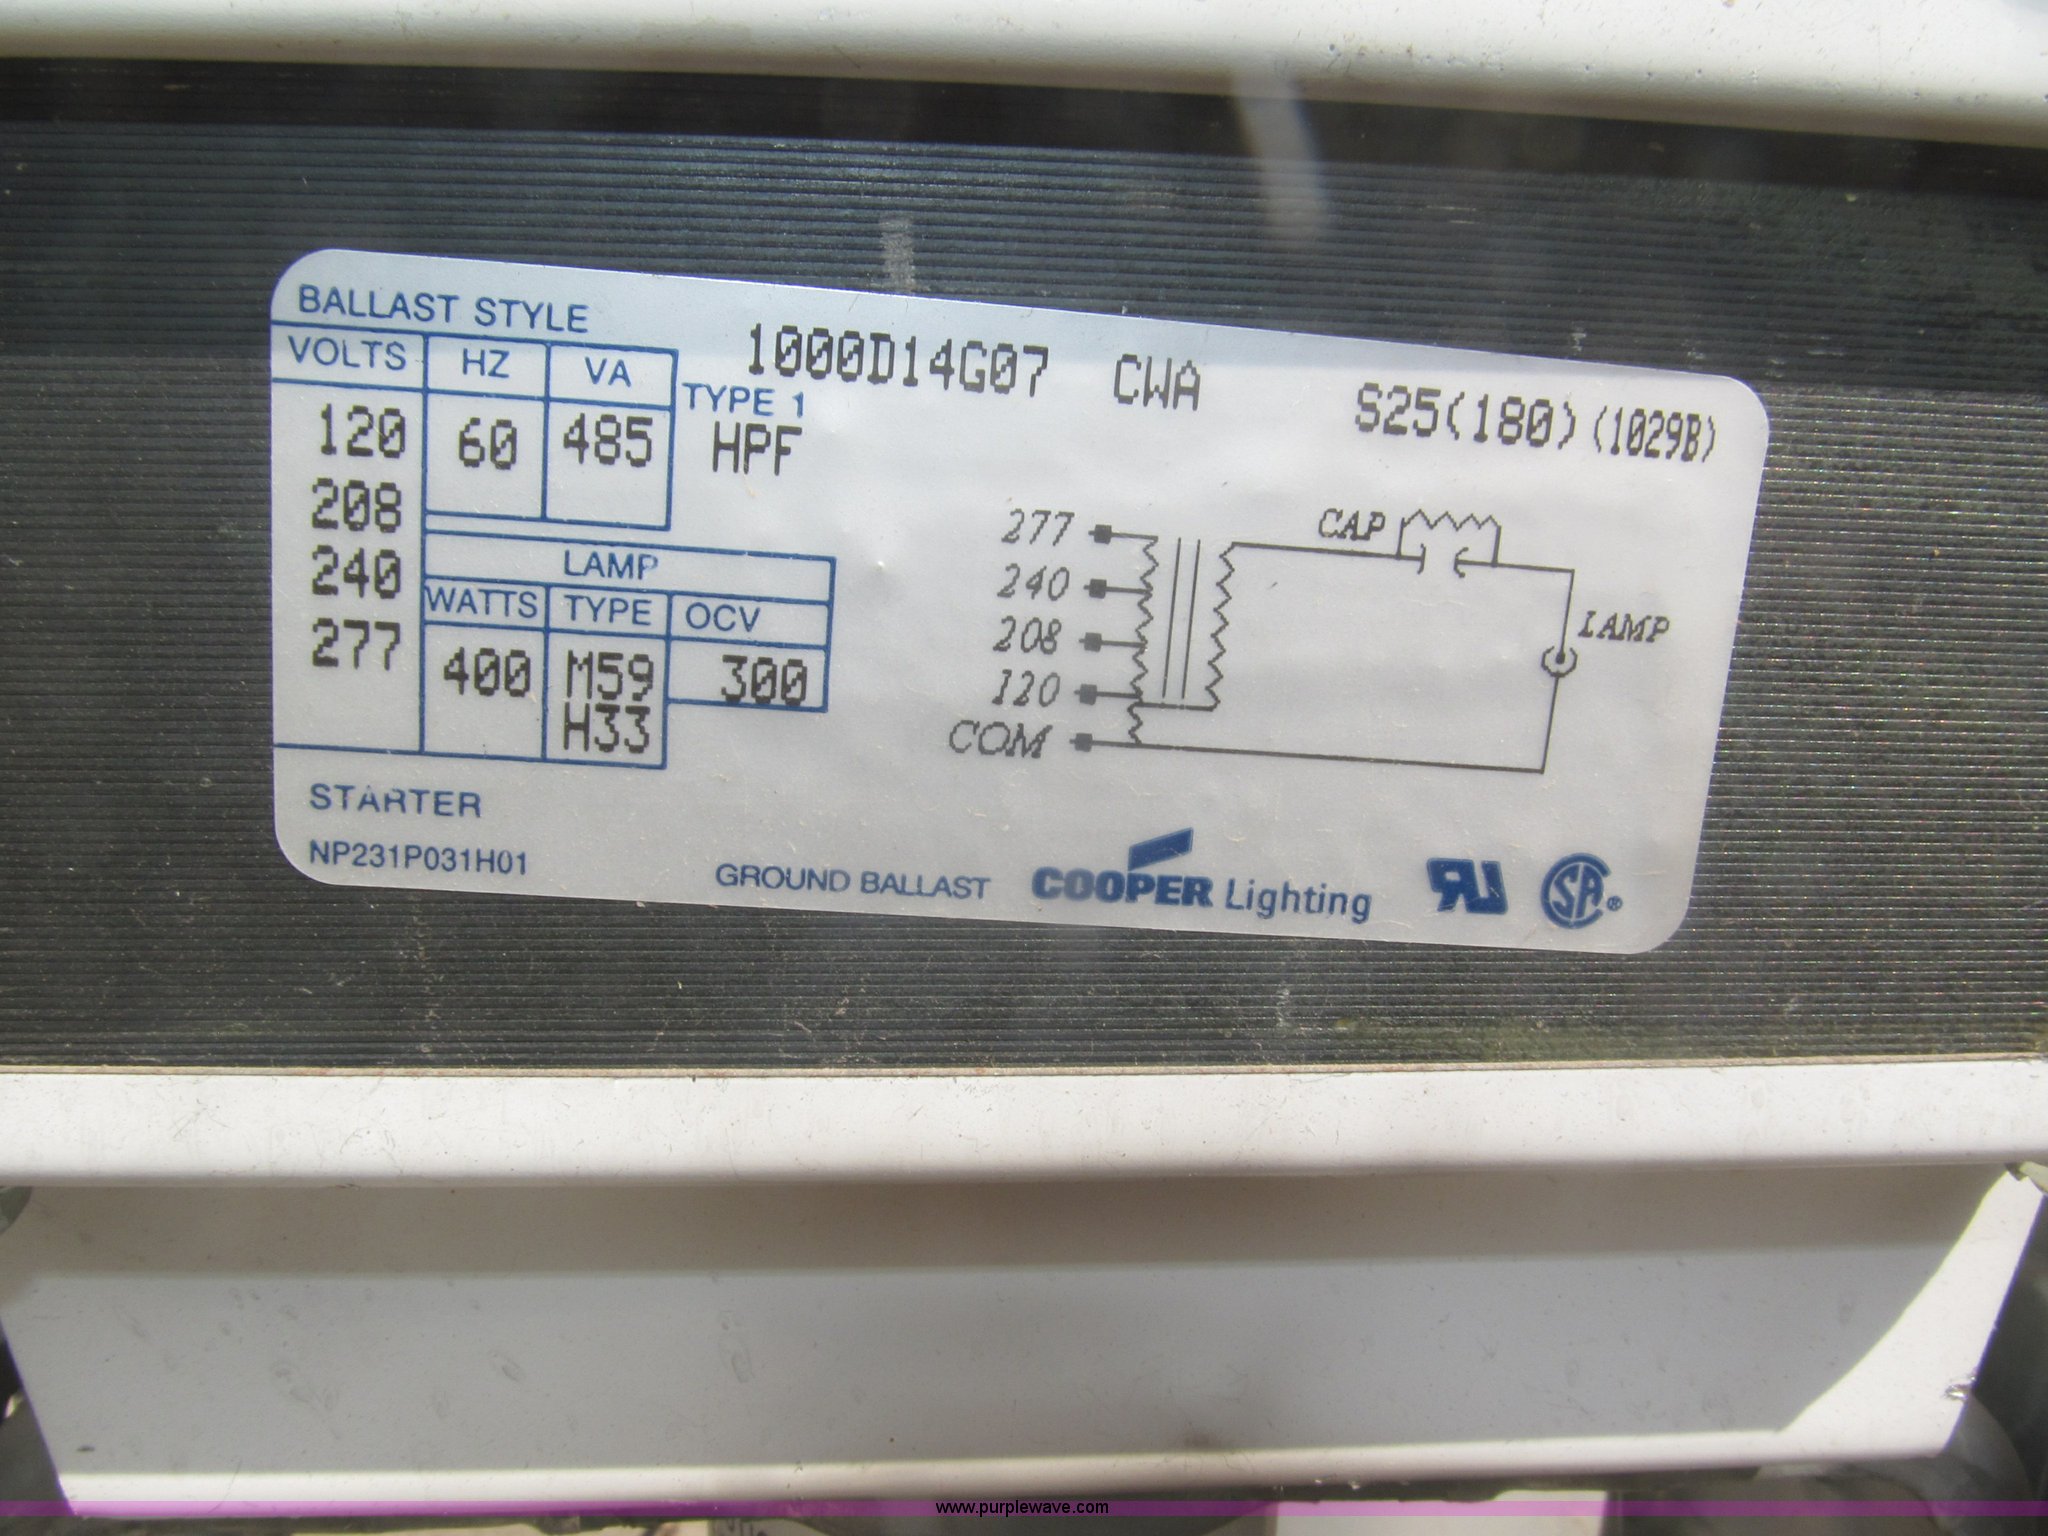 BALLAST STYLE 1000D14G07 CWA S25(180)(1029B)
VOLTS HZ VA TYPE 1
120 60 485 HPF
208
240
277
LAMP
WATTS TYPE OCV
400 M59 300
H33
277 CAP
240
208 LAMP
120
COM
STARTER
NP231P031H01
GROUND BALLAST COOPER Lighting RU SA®
www.purplewave.com